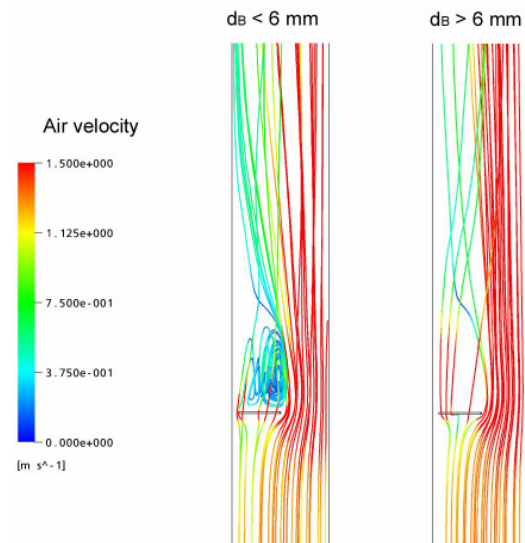 dB < 6 mm
dB > 6 mm
Air velocity
1.500e+000
1.125e+000
7.500e-001
3.750e-001
0.000e+000
[m s^-1]